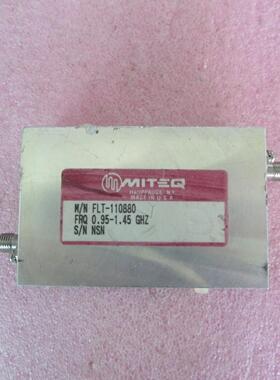 MITEQ
HAUPPAUGE, N.Y.
MADE IN U.S.A.
M/N FLT-110880
FRQ 0.95-1.45 GHZ
S/N NSN